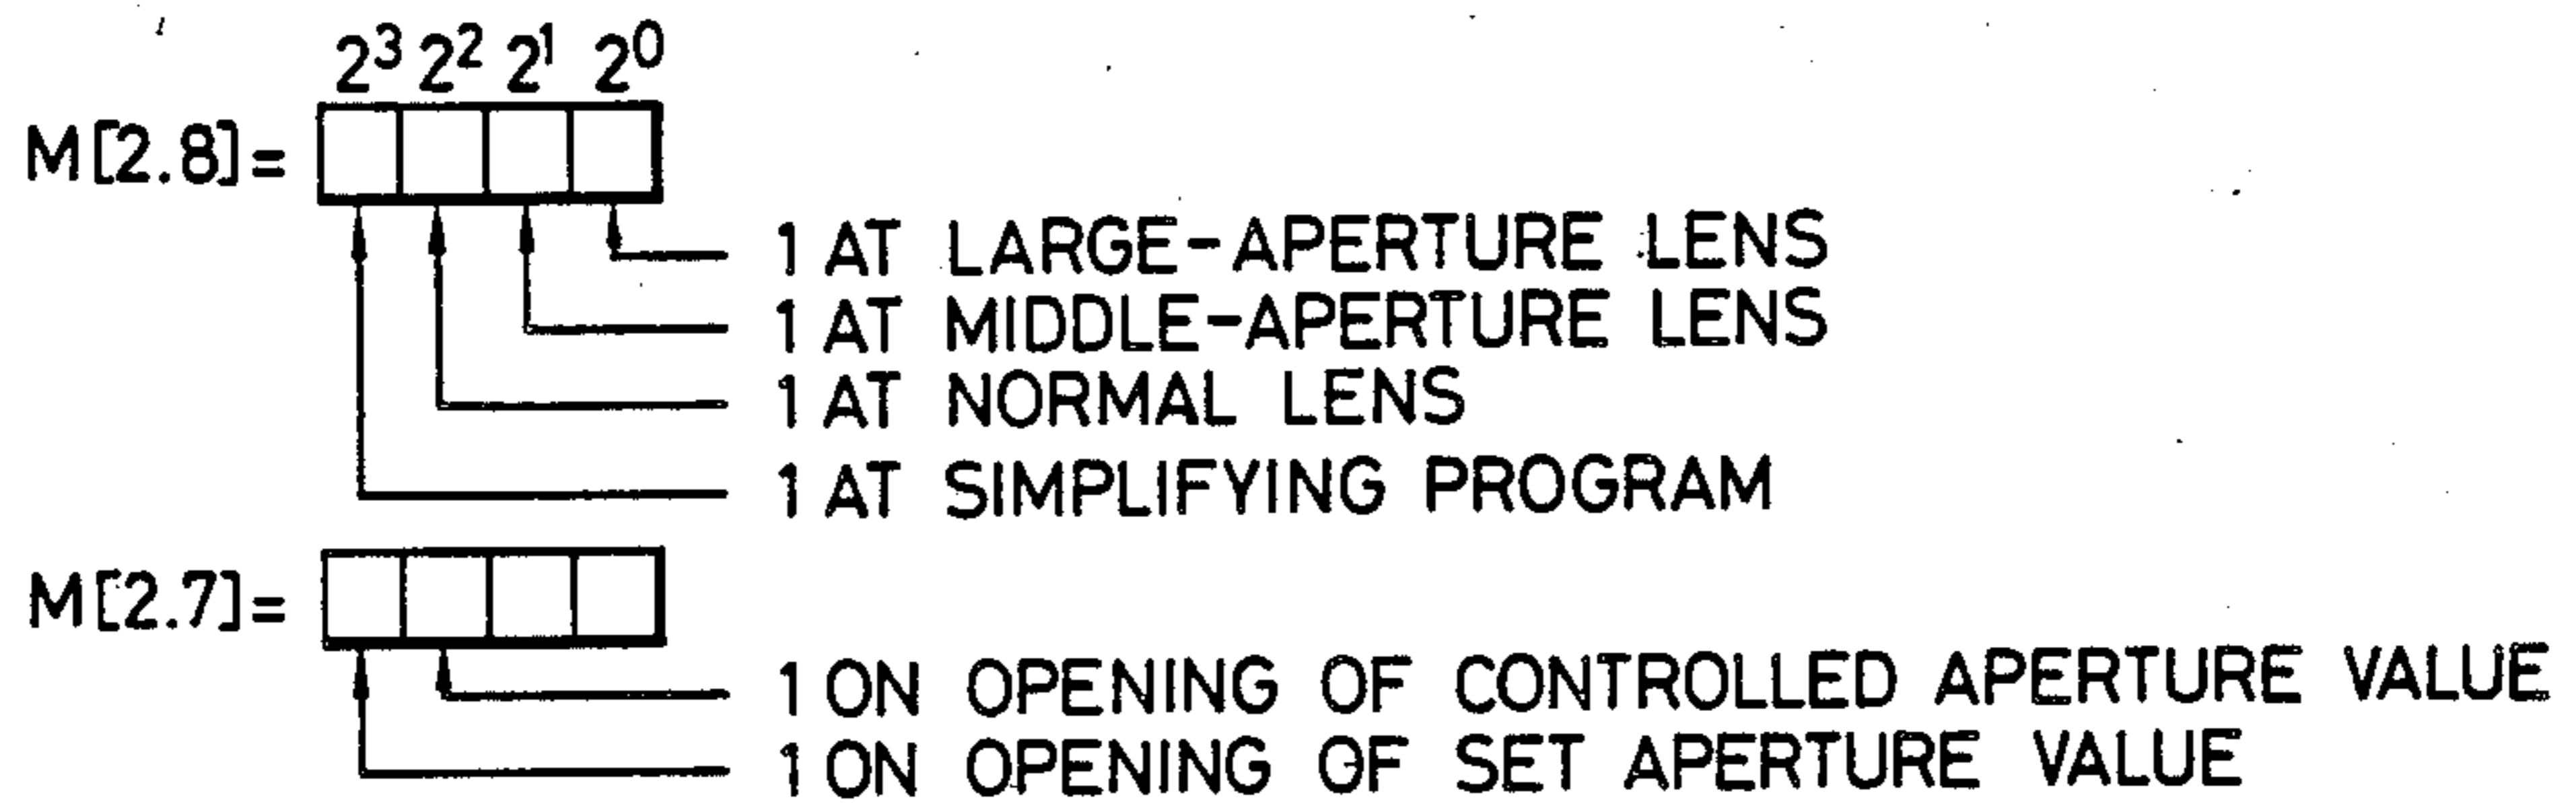 2³ 2² 2¹ 2⁰
M[2.8]=
1 AT LARGE-APERTURE LENS
1 AT MIDDLE-APERTURE LENS
1 AT NORMAL LENS
1 AT SIMPLIFYING PROGRAM
M[2.7]=
1 ON OPENING OF CONTROLLED APERTURE VALUE
1 ON OPENING OF SET APERTURE VALUE